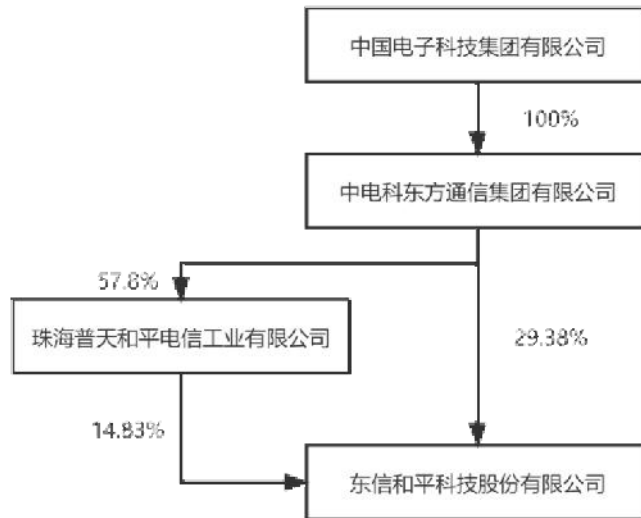 中国电子科技集团有限公司
100%
中电科东方通信集团有限公司
57.8%
珠海普天和平电信工业有限公司
29.38%
14.83%
东信和平科技股份有限公司